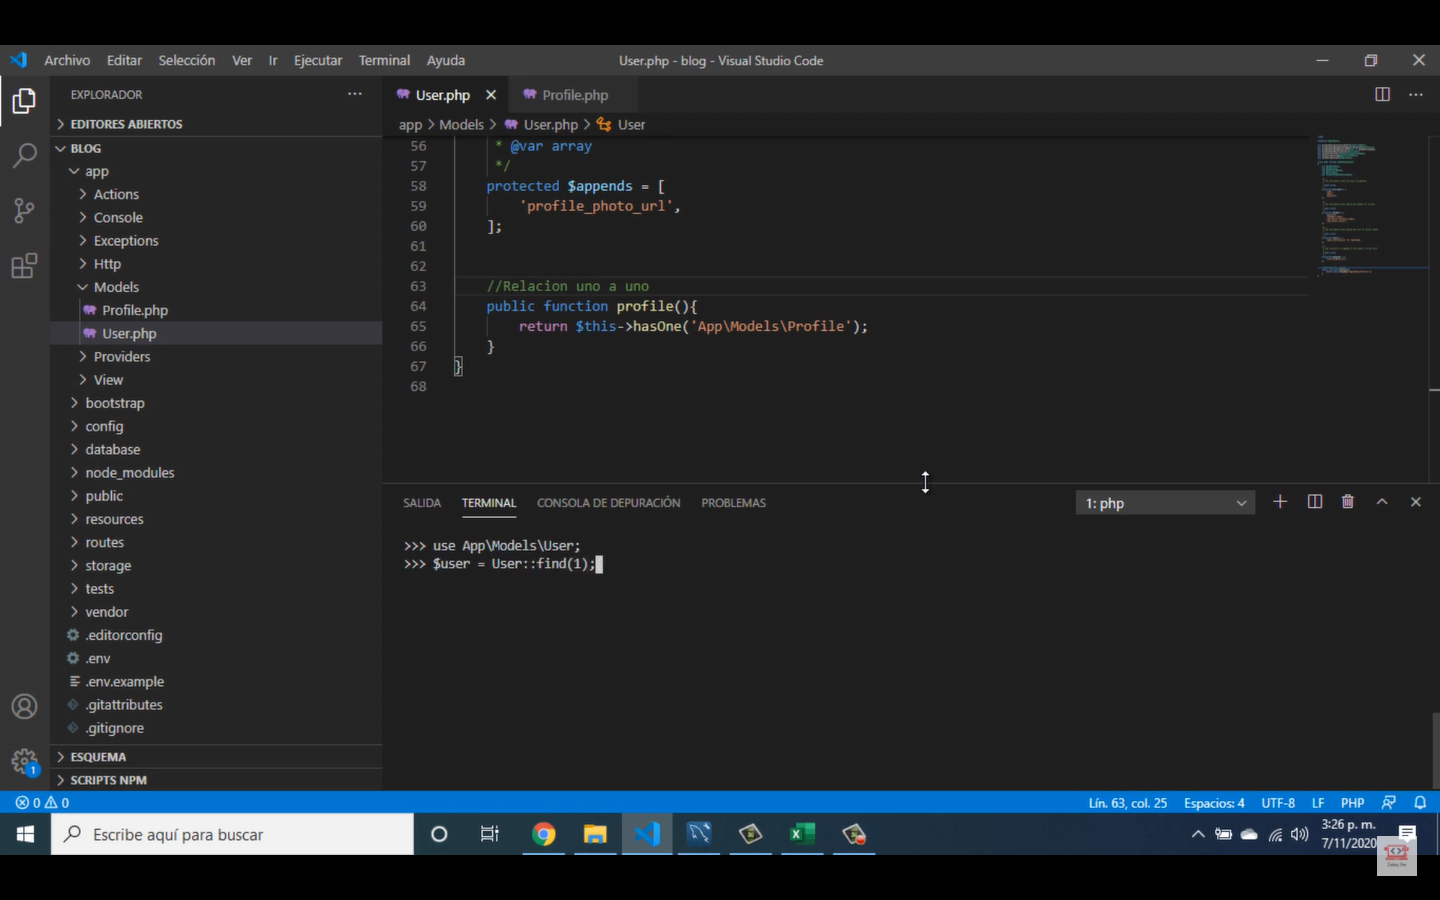 Archivo Editar Selección Ver Ir Ejecutar Terminal Ayuda User.php - blog - Visual Studio Code
EXPLORADOR
EDITORES ABIERTOS
BLOG
app
Actions
Console
Exceptions
Http
Models
Profile.php
User.php
Providers
View
bootstrap
config
database
node_modules
public
resources
routes
storage
tests
vendor
.editorconfig
.env
.env.example
.gitattributes
.gitignore
ESQUEMA
SCRIPTS NPM
User.php Profile.php
app > Models > User.php > User
56 * @var array
57 */
58 protected $appends = [
59 'profile_photo_url',
60 ];
61
62
63 //Relacion uno a uno
64 public function profile(){
65 return $this->hasOne('App\Models\Profile');
66 }
67 }
68
SALIDA TERMINAL CONSOLA DE DEPURACIÓN PROBLEMAS 1: php
>>> use App\Models\User;
>>> $user = User::find(1);
1
0 0 Lín. 63, col. 25 Espacios: 4 UTF-8 LF PHP
Escribe aquí para buscar
3:26 p. m.
7/11/2020